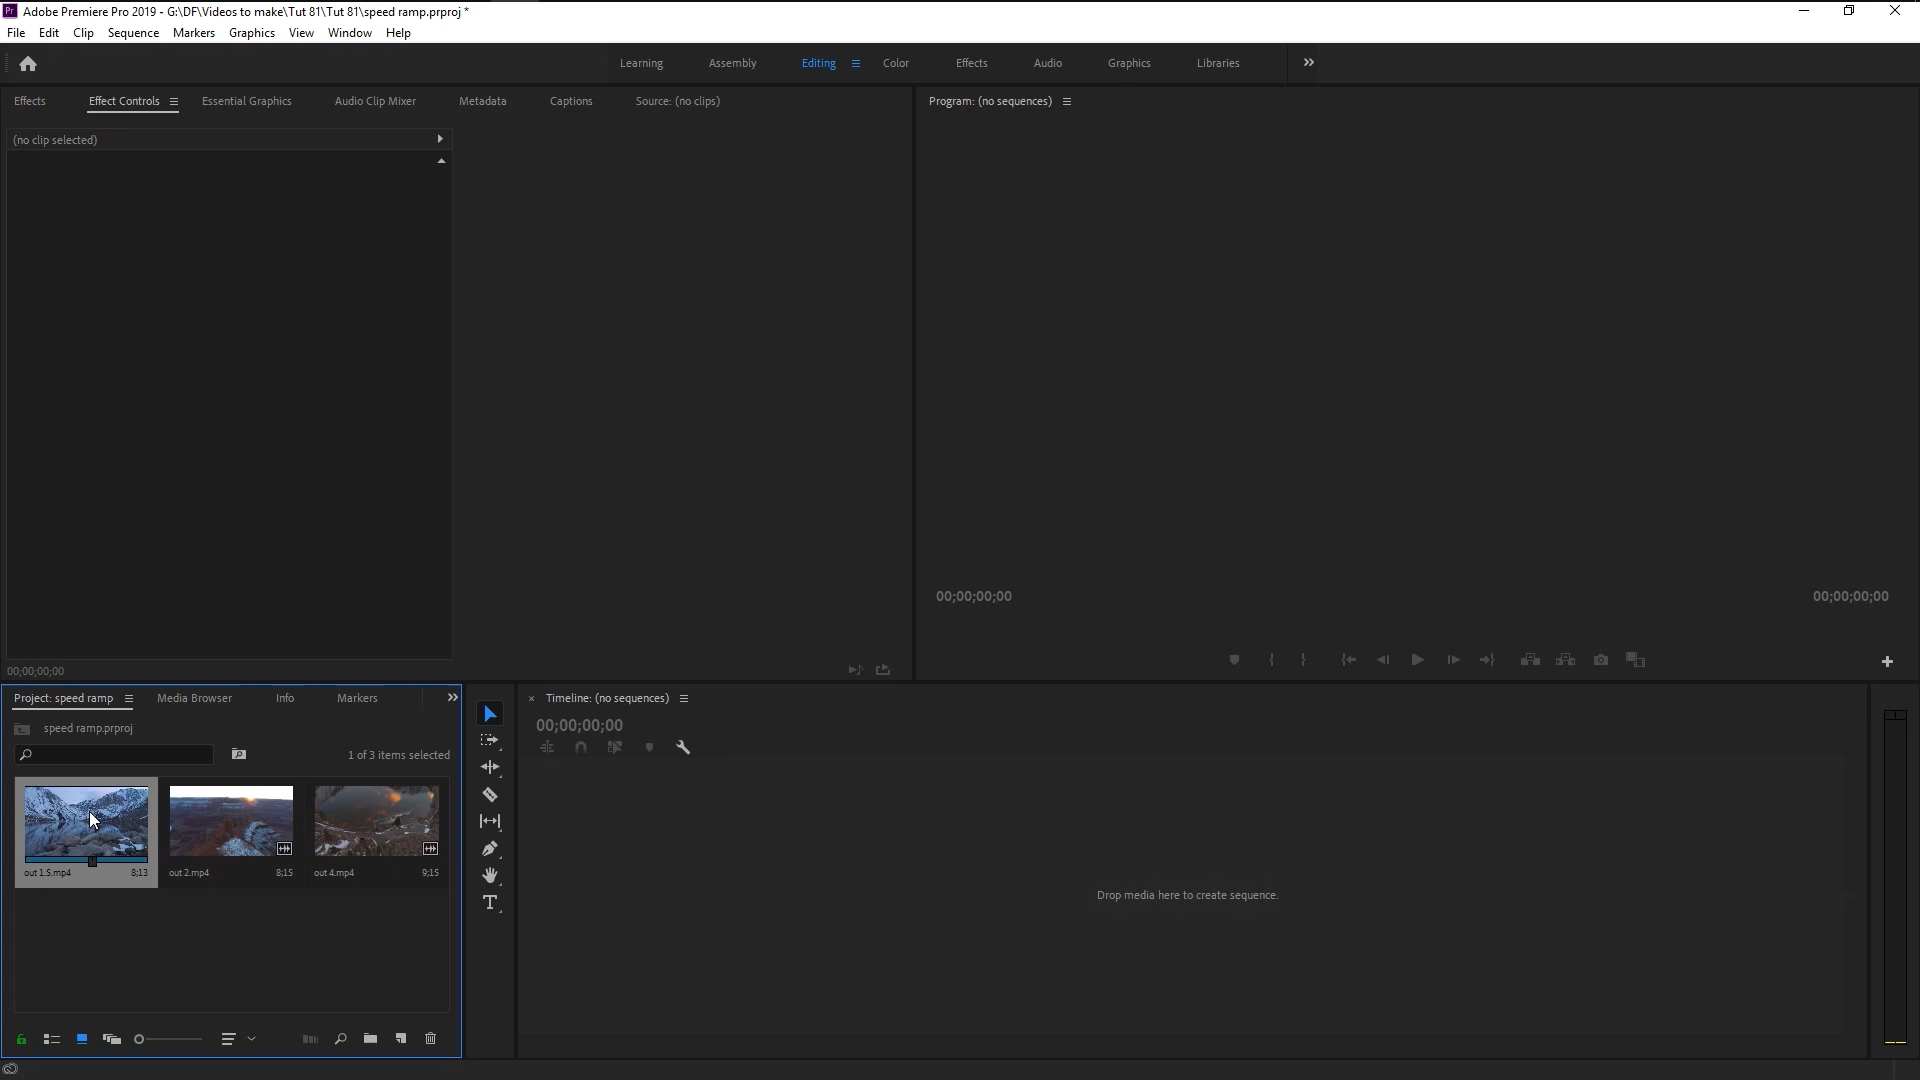 Pr Adobe Premiere Pro 2019 - G:\DF\Videos to make\Tut 81\Tut 81\speed ramp.prproj *
File Edit Clip Sequence Markers Graphics View Window Help
Learning Assembly Editing Color Effects Audio Graphics Libraries
Effects Effect Controls Essential Graphics Audio Clip Mixer Metadata Captions Source: (no clips)
Program: (no sequences)
(no clip selected)
00;00;00;00 00;00;00;00
00;00;00;00
Project: speed ramp Media Browser Info Markers
Timeline: (no sequences)
speed ramp.prproj
00;00;00;00
1 of 3 items selected
out 1.5.mp4 8;13 out 2.mp4 8;15 out 4.mp4 9;15
Drop media here to create sequence.